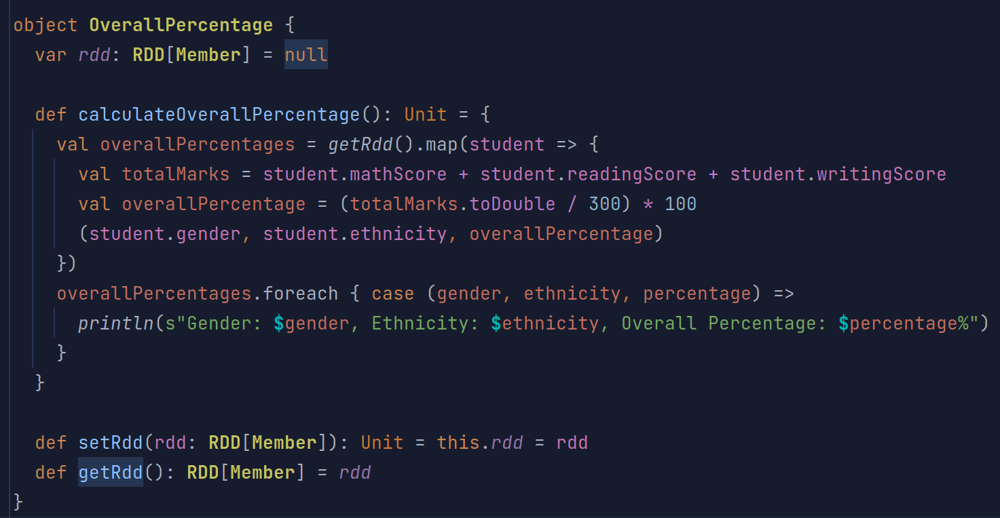 object OverallPercentage {
  var rdd: RDD[Member] = null
  def calculateOverallPercentage(): Unit = {
    val overallPercentages = getRdd().map(student => {
      val totalMarks = student.mathScore + student.readingScore + student.writingScore
      val overallPercentage = (totalMarks.toDouble / 300) * 100
      (student.gender, student.ethnicity, overallPercentage)
    })
    overallPercentages.foreach { case (gender, ethnicity, percentage) =>
      println(s"Gender: $gender, Ethnicity: $ethnicity, Overall Percentage: $percentage%")
    }
  }
  def setRdd(rdd: RDD[Member]): Unit = this.rdd = rdd
  def getRdd(): RDD[Member] = rdd
}